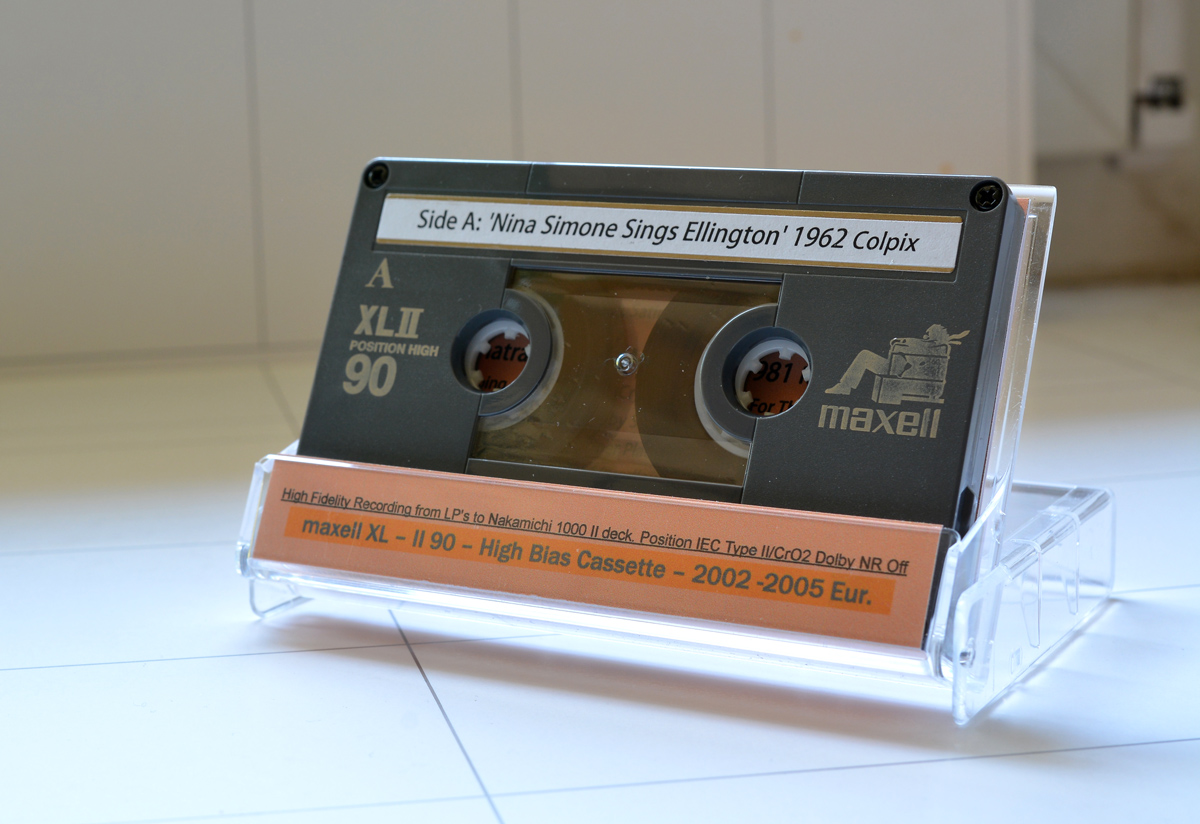 Side A: 'Nina Simone Sings Ellington' 1962 Colpix
A
XLII
POSITION HIGH
90
maxell
High Fidelity Recording from LP's to Nakamichi 1000 II deck. Position IEC Type II/CrO2 Dolby NR Off
maxell XL – II 90 – High Bias Cassette – 2002 -2005 Eur.